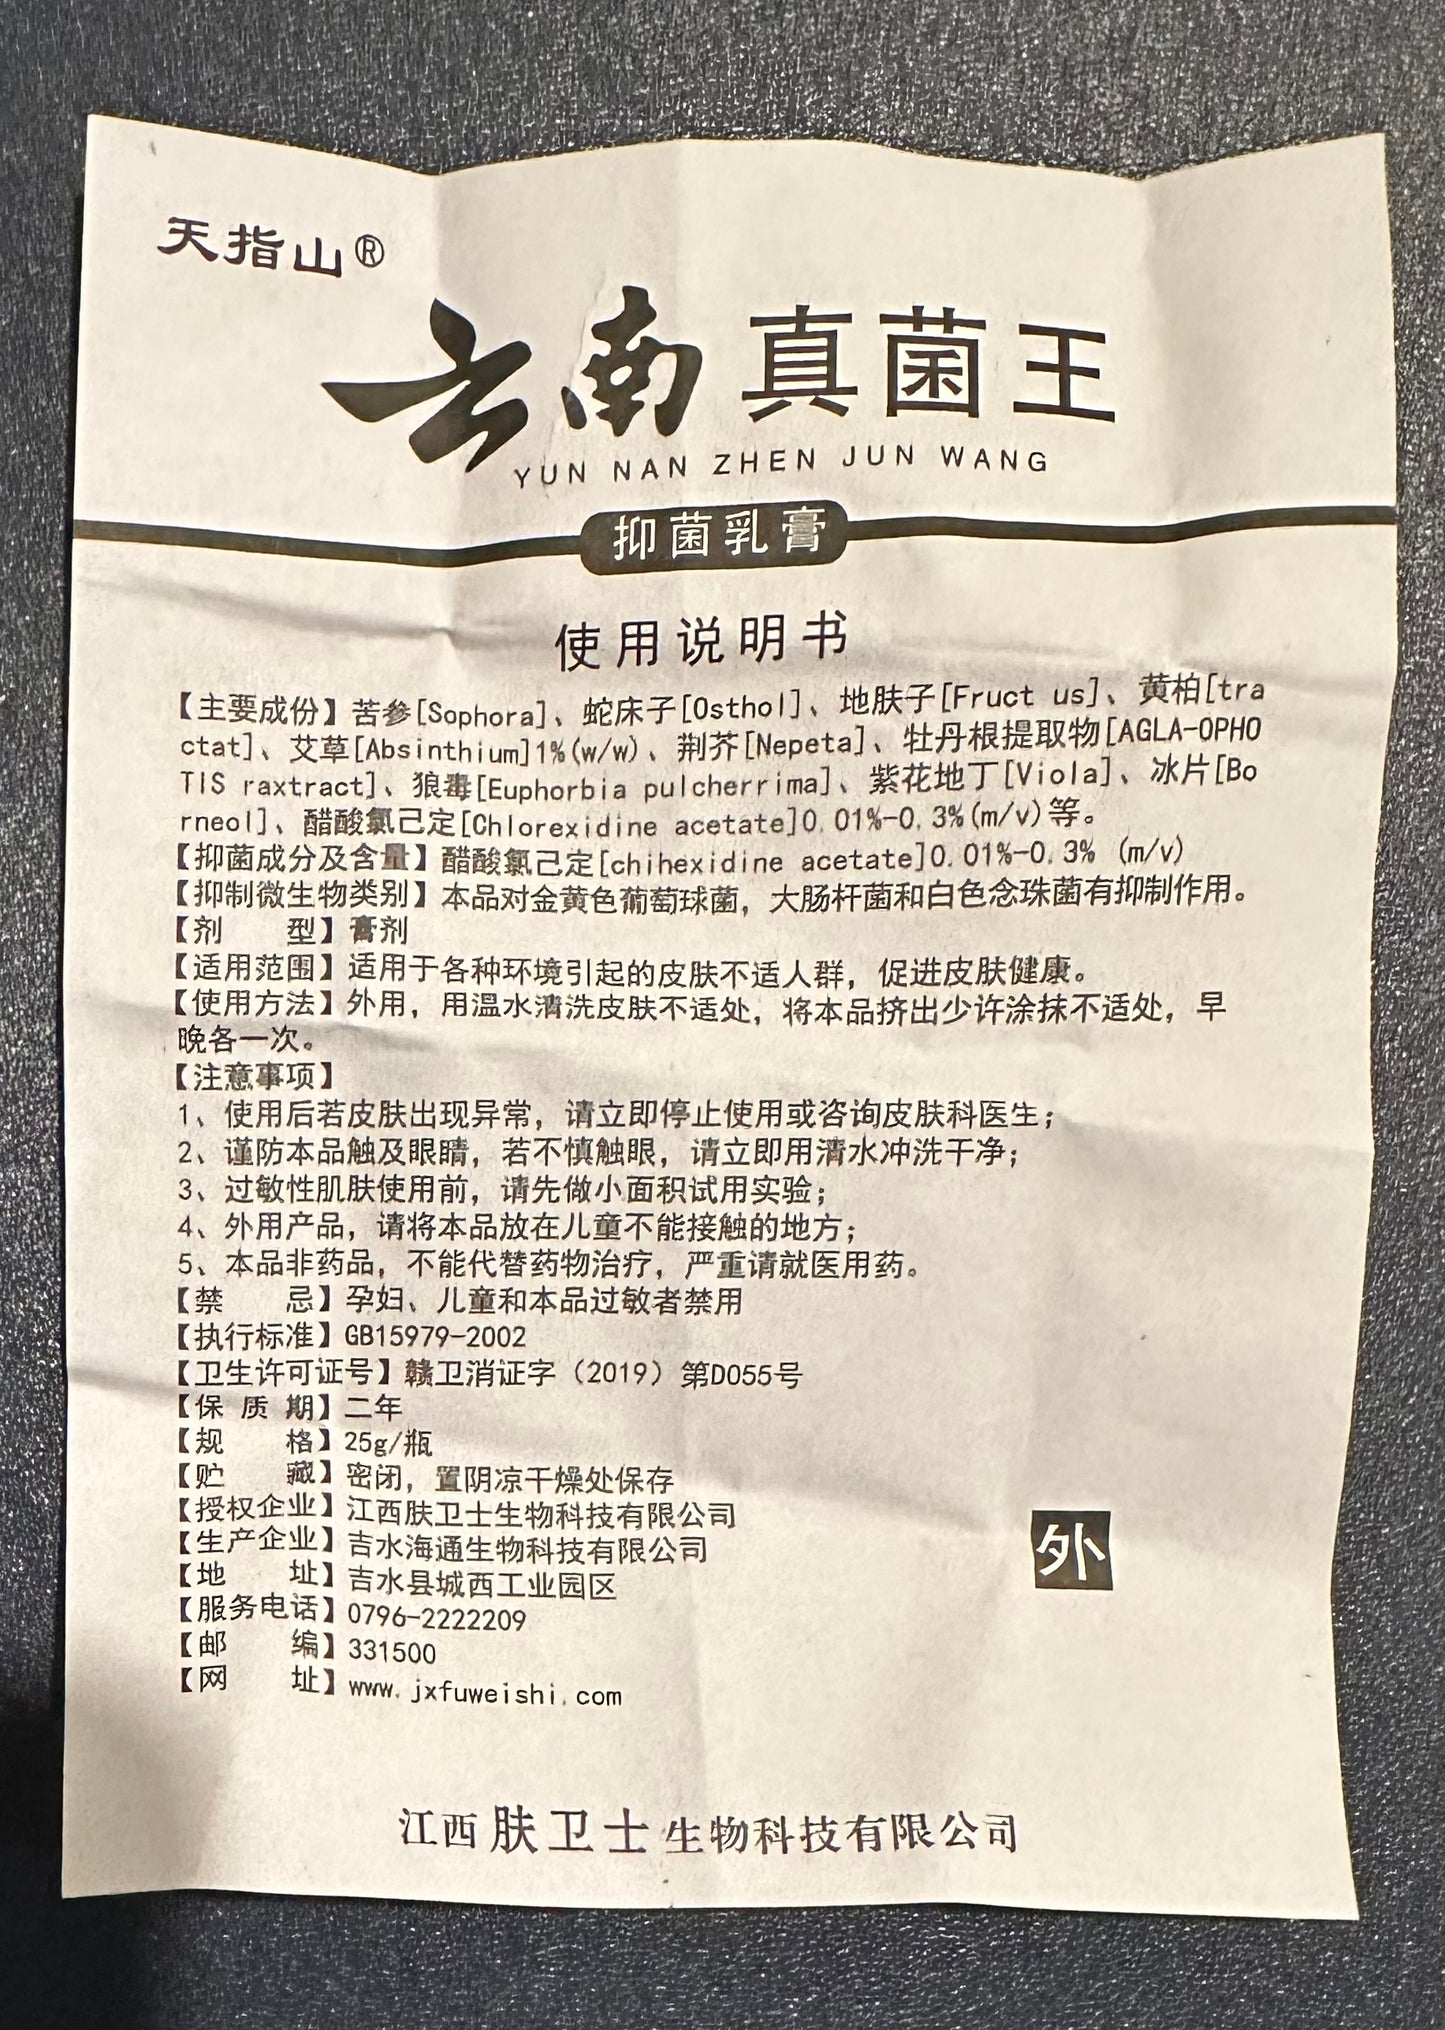 天指山®
云南真菌王
YUN NAN ZHEN JUN WANG
抑菌乳膏
使用说明书
【主要成份】苦参[Sophora]、蛇床子[Osthol]、地肤子[Fruct us]、黄柏[tra
ctat]、艾草[Absinthium]1%(w/w)、荆芥[Nepeta]、牡丹根提取物[AGLA-OPHO
TIS raxtract]、狼毒[Euphorbia pulcherrima]、紫花地丁[Viola]、冰片[Bo
rneol]、醋酸氯己定[Chlorexidine acetate]0.01%-0.3%(m/v)等。
【抑菌成分及含量】醋酸氯己定[chihexidine acetate]0.01%-0.3% (m/v)
【抑制微生物类别】本品对金黄色葡萄球菌，大肠杆菌和白色念珠菌有抑制作用。
【剂 型】膏剂
【适用范围】适用于各种环境引起的皮肤不适人群，促进皮肤健康。
【使用方法】外用，用温水清洗皮肤不适处，将本品挤出少许涂抹不适处，早
晚各一次。
【注意事项】
1、使用后若皮肤出现异常，请立即停止使用或咨询皮肤科医生；
2、谨防本品触及眼睛，若不慎触眼，请立即用清水冲洗干净；
3、过敏性肌肤使用前，请先做小面积试用实验；
4、外用产品，请将本品放在儿童不能接触的地方；
5、本品非药品，不能代替药物治疗，严重请就医用药。
【禁 忌】孕妇、儿童和本品过敏者禁用
【执行标准】GB15979-2002
【卫生许可证号】赣卫消证字（2019）第D055号
【保 质 期】二年
【规 格】25g/瓶
【贮 藏】密闭，置阴凉干燥处保存
【授权企业】江西肤卫士生物科技有限公司
【生产企业】吉水海通生物科技有限公司
【地 址】吉水县城西工业园区
【服务电话】0796-2222209
【邮 编】331500
【网 址】www.jxfuweishi.com
外
江西肤卫士生物科技有限公司